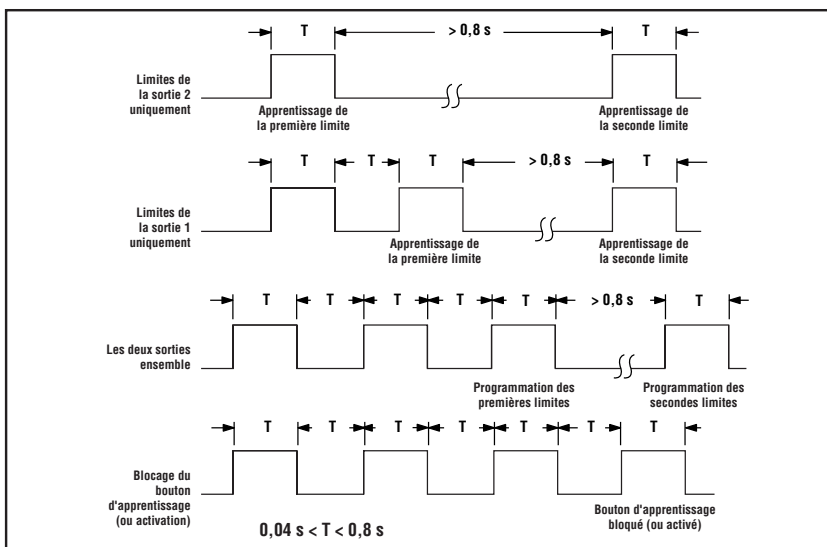 T > 0,8 s T
Limites de
la sortie 2
uniquement
Apprentissage de
la première limite
Apprentissage de
la seconde limite
T T T > 0,8 s T
Limites de
la sortie 1
uniquement
Apprentissage de
la première limite
Apprentissage de
la seconde limite
T T T T T > 0,8 s T
Les deux sorties
ensemble
Programmation des
premières limites
Programmation des
secondes limites
T T T T T T T
Blocage du
bouton
d'apprentissage
(ou activation)
Bouton d'apprentissage
bloqué (ou activé)
0,04 s < T < 0,8 s